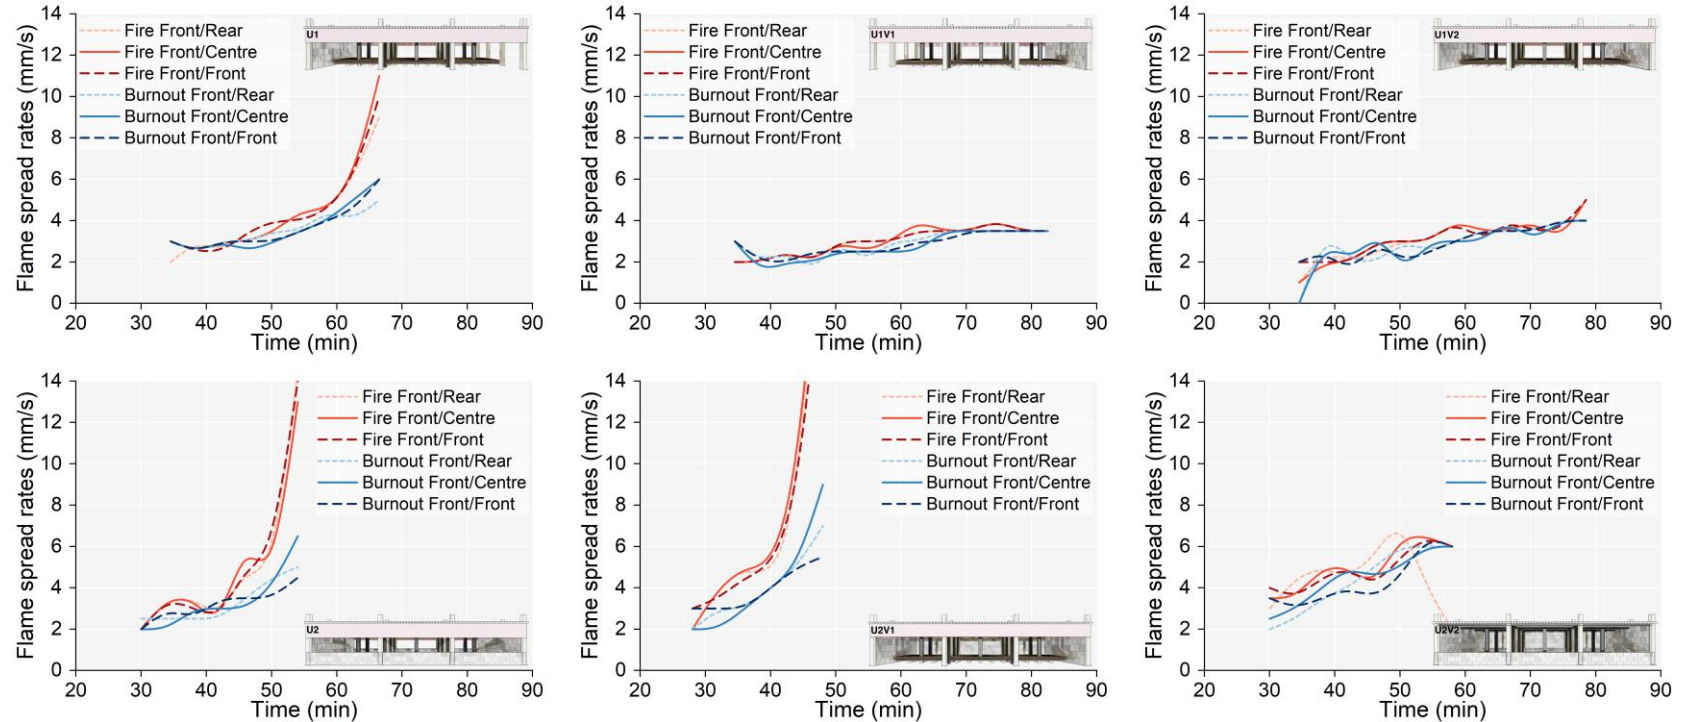 Flame spread rates (mm/s)
14
12
10
8
6
4
2
0
Fire Front/Rear
Fire Front/Centre
Fire Front/Front
Burnout Front/Rear
Burnout Front/Centre
Burnout Front/Front
U1
20 30 40 50 60 70 80 90
Time (min)
Flame spread rates (mm/s)
14
12
10
8
6
4
2
0
Fire Front/Rear
Fire Front/Centre
Fire Front/Front
Burnout Front/Rear
Burnout Front/Centre
Burnout Front/Front
U1V1
20 30 40 50 60 70 80 90
Time (min)
Flame spread rates (mm/s)
14
12
10
8
6
4
2
0
Fire Front/Rear
Fire Front/Centre
Fire Front/Front
Burnout Front/Rear
Burnout Front/Centre
Burnout Front/Front
U1V2
20 30 40 50 60 70 80 90
Time (min)
Flame spread rates (mm/s)
14
12
10
8
6
4
2
0
Fire Front/Rear
Fire Front/Centre
Fire Front/Front
Burnout Front/Rear
Burnout Front/Centre
Burnout Front/Front
U2
20 30 40 50 60 70 80 90
Time (min)
Flame spread rates (mm/s)
14
12
10
8
6
4
2
0
Fire Front/Rear
Fire Front/Centre
Fire Front/Front
Burnout Front/Rear
Burnout Front/Centre
Burnout Front/Front
U2V1
20 30 40 50 60 70 80 90
Time (min)
Flame spread rates (mm/s)
14
12
10
8
6
4
2
0
Fire Front/Rear
Fire Front/Centre
Fire Front/Front
Burnout Front/Rear
Burnout Front/Centre
Burnout Front/Front
U2V2
20 30 40 50 60 70 80 90
Time (min)